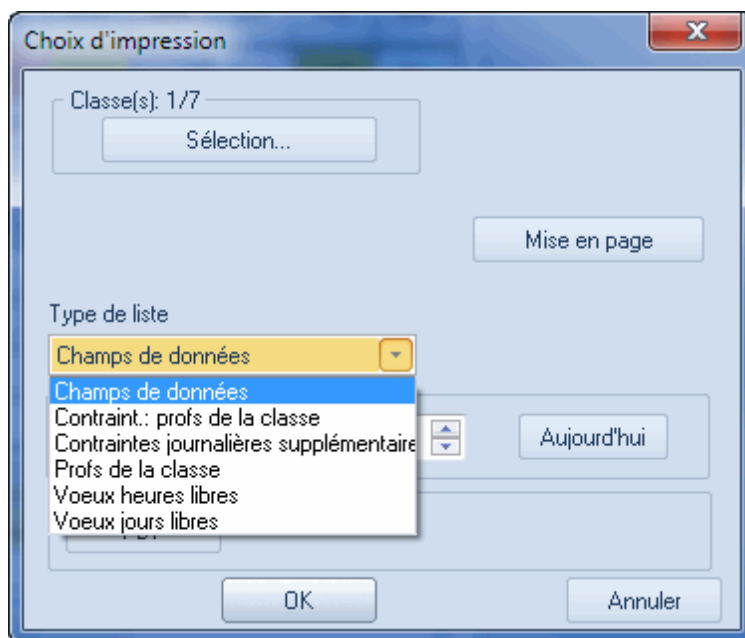 Choix d'impression
Classe(s): 1/7
Sélection...
Mise en page
Type de liste
Champs de données
Champs de données
Contraint.: profs de la classe
Contraintes journalières supplémentaire
Profs de la classe
Voeux heures libres
Voeux jours libres
Aujourd'hui
OK
Annuler